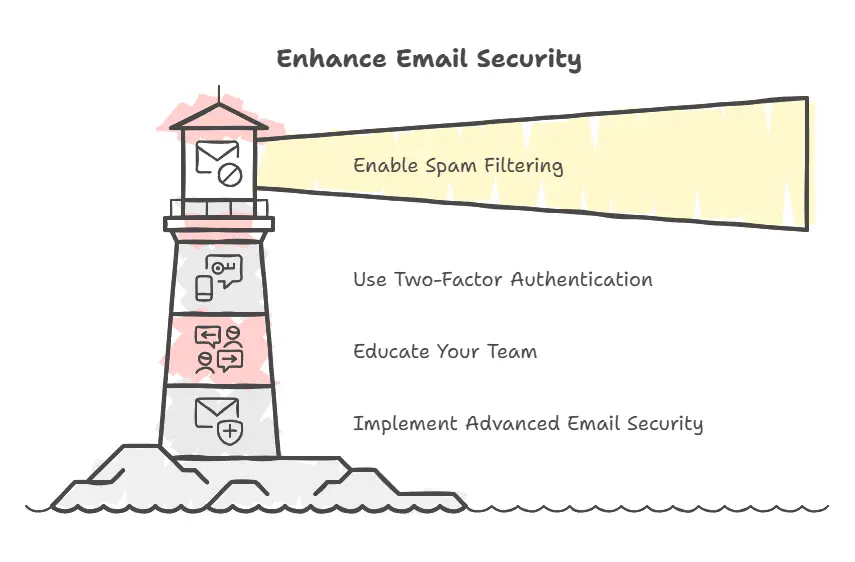 Enhance Email Security
Enable Spam Filtering
Use Two-Factor Authentication
Educate Your Team
Implement Advanced Email Security